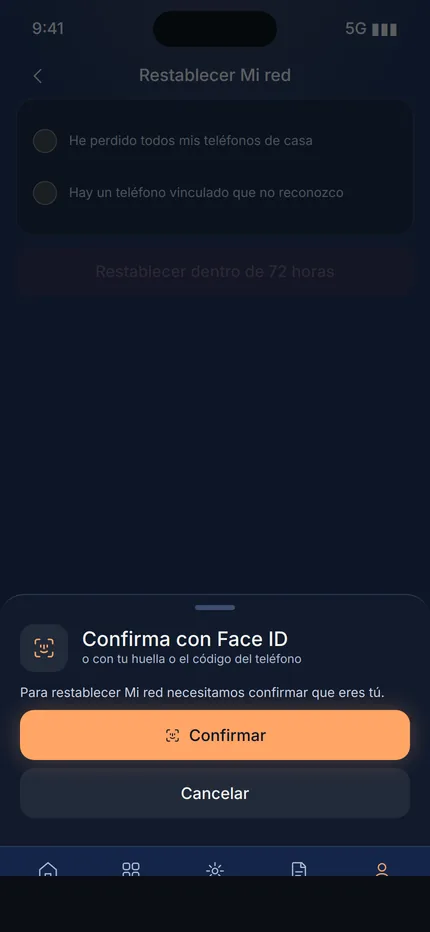 9:41
5G
Restablecer Mi red
He perdido todos mis teléfonos de casa
Hay un teléfono vinculado que no reconozco
Restablecer dentro de 72 horas
Confirma con Face ID
o con tu huella o el código del teléfono
Para restablecer Mi red necesitamos confirmar que eres tú.
Confirmar
Cancelar